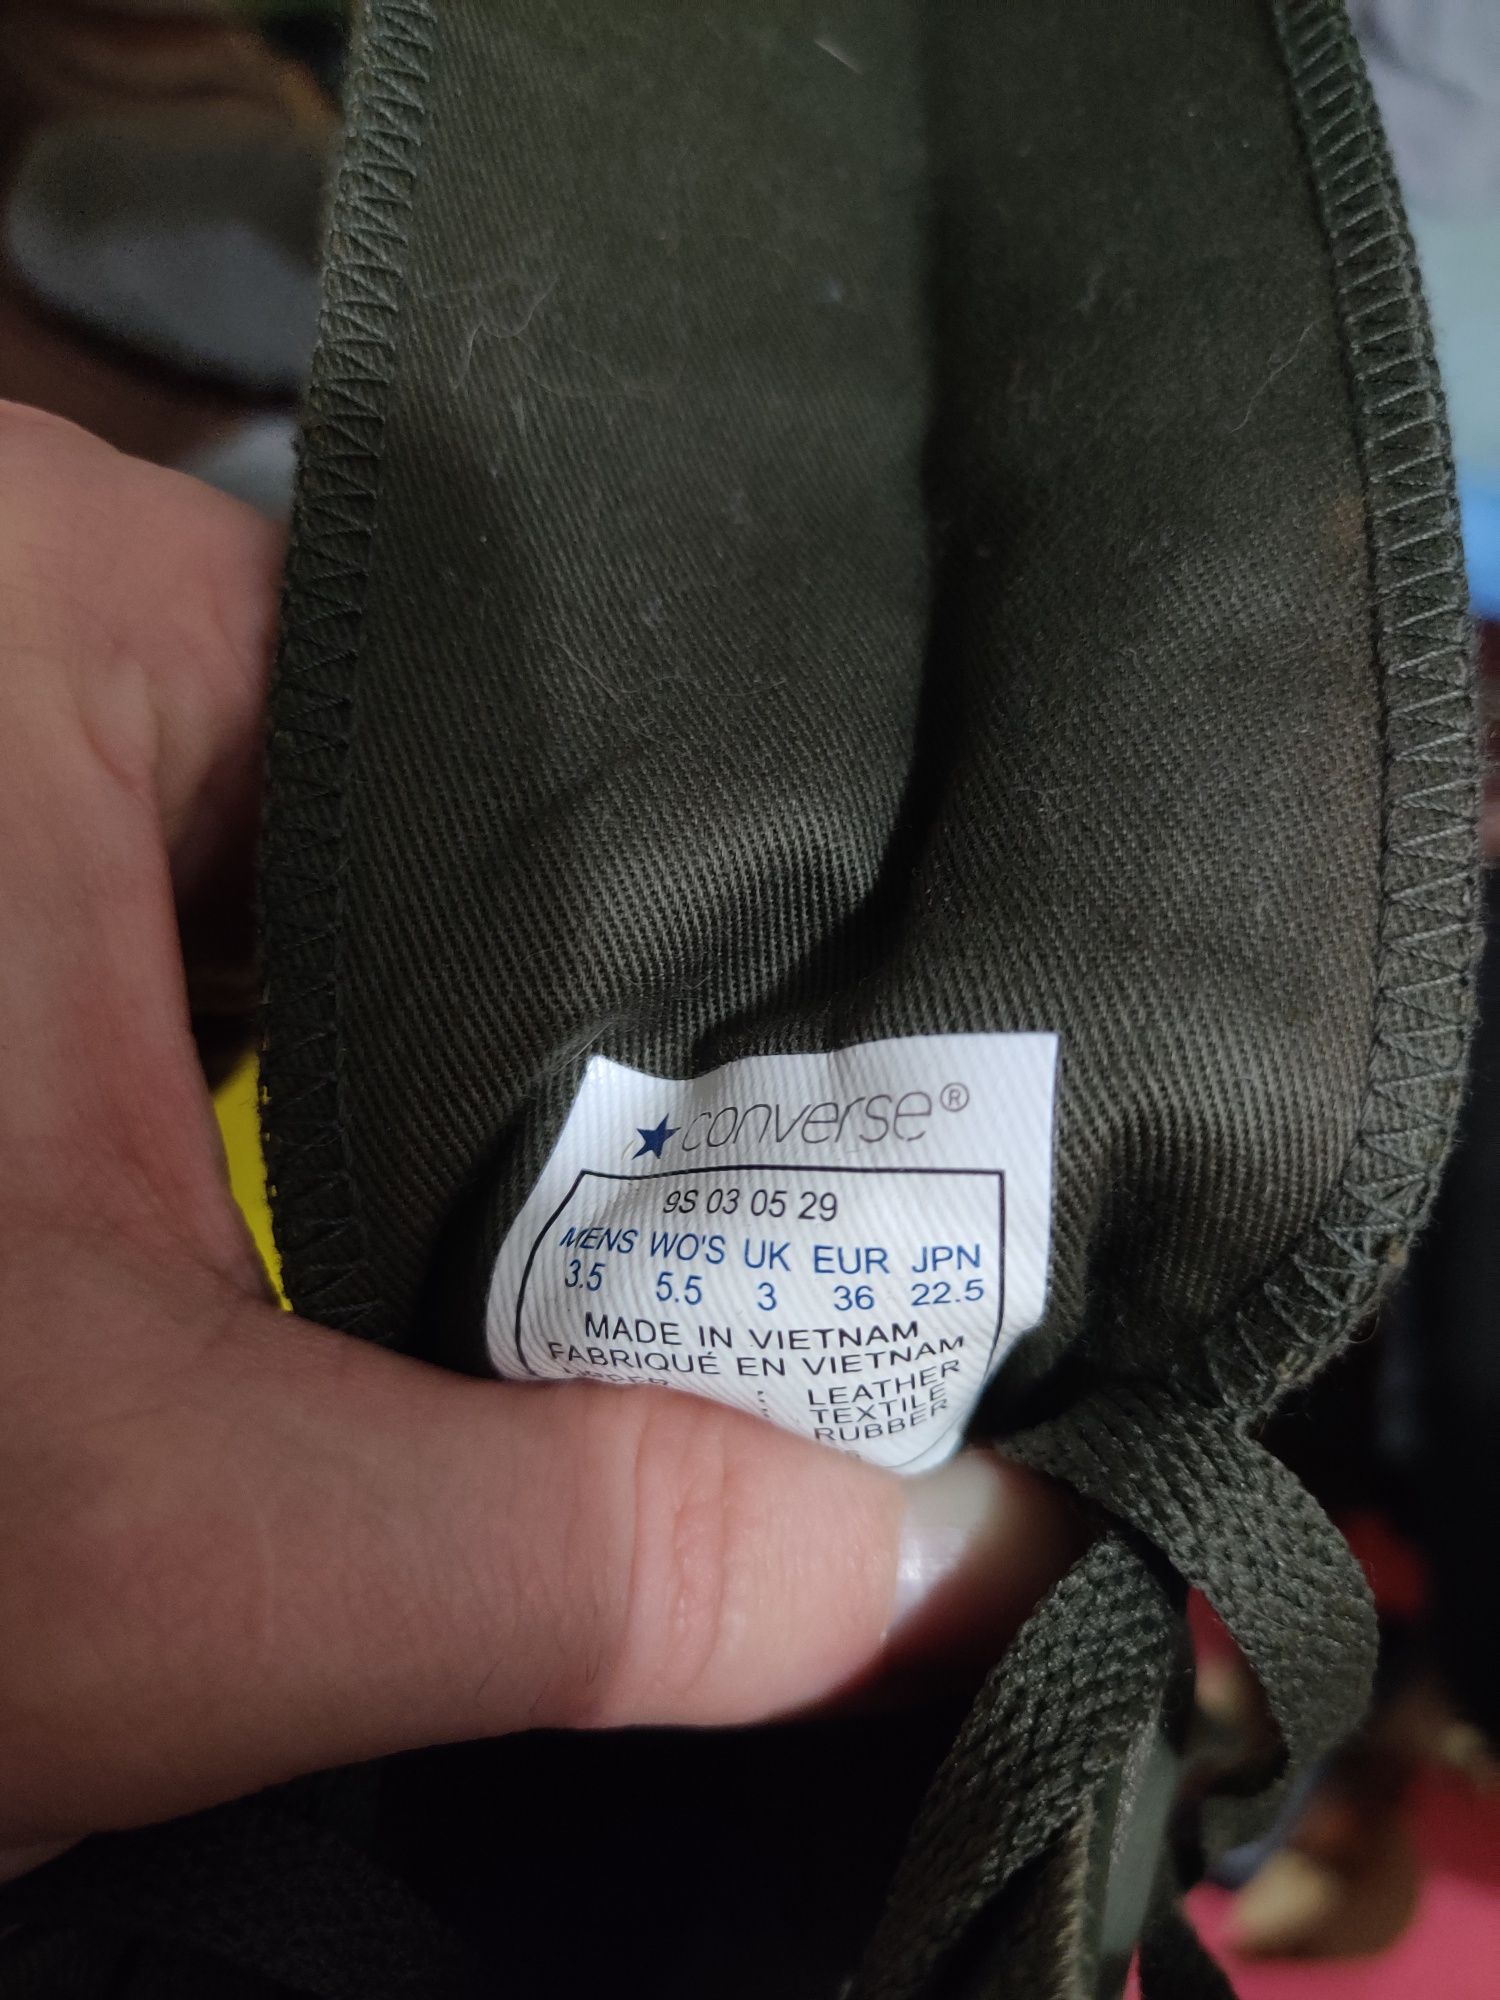 converse®
9S 03 05 29
MENS WO'S UK EUR JPN
3.5 5.5 3 36 22.5
MADE IN VIETNAM
FABRIQUÉ EN VIETNAM
UPPER : LEATHER
: TEXTILE
RUBBER